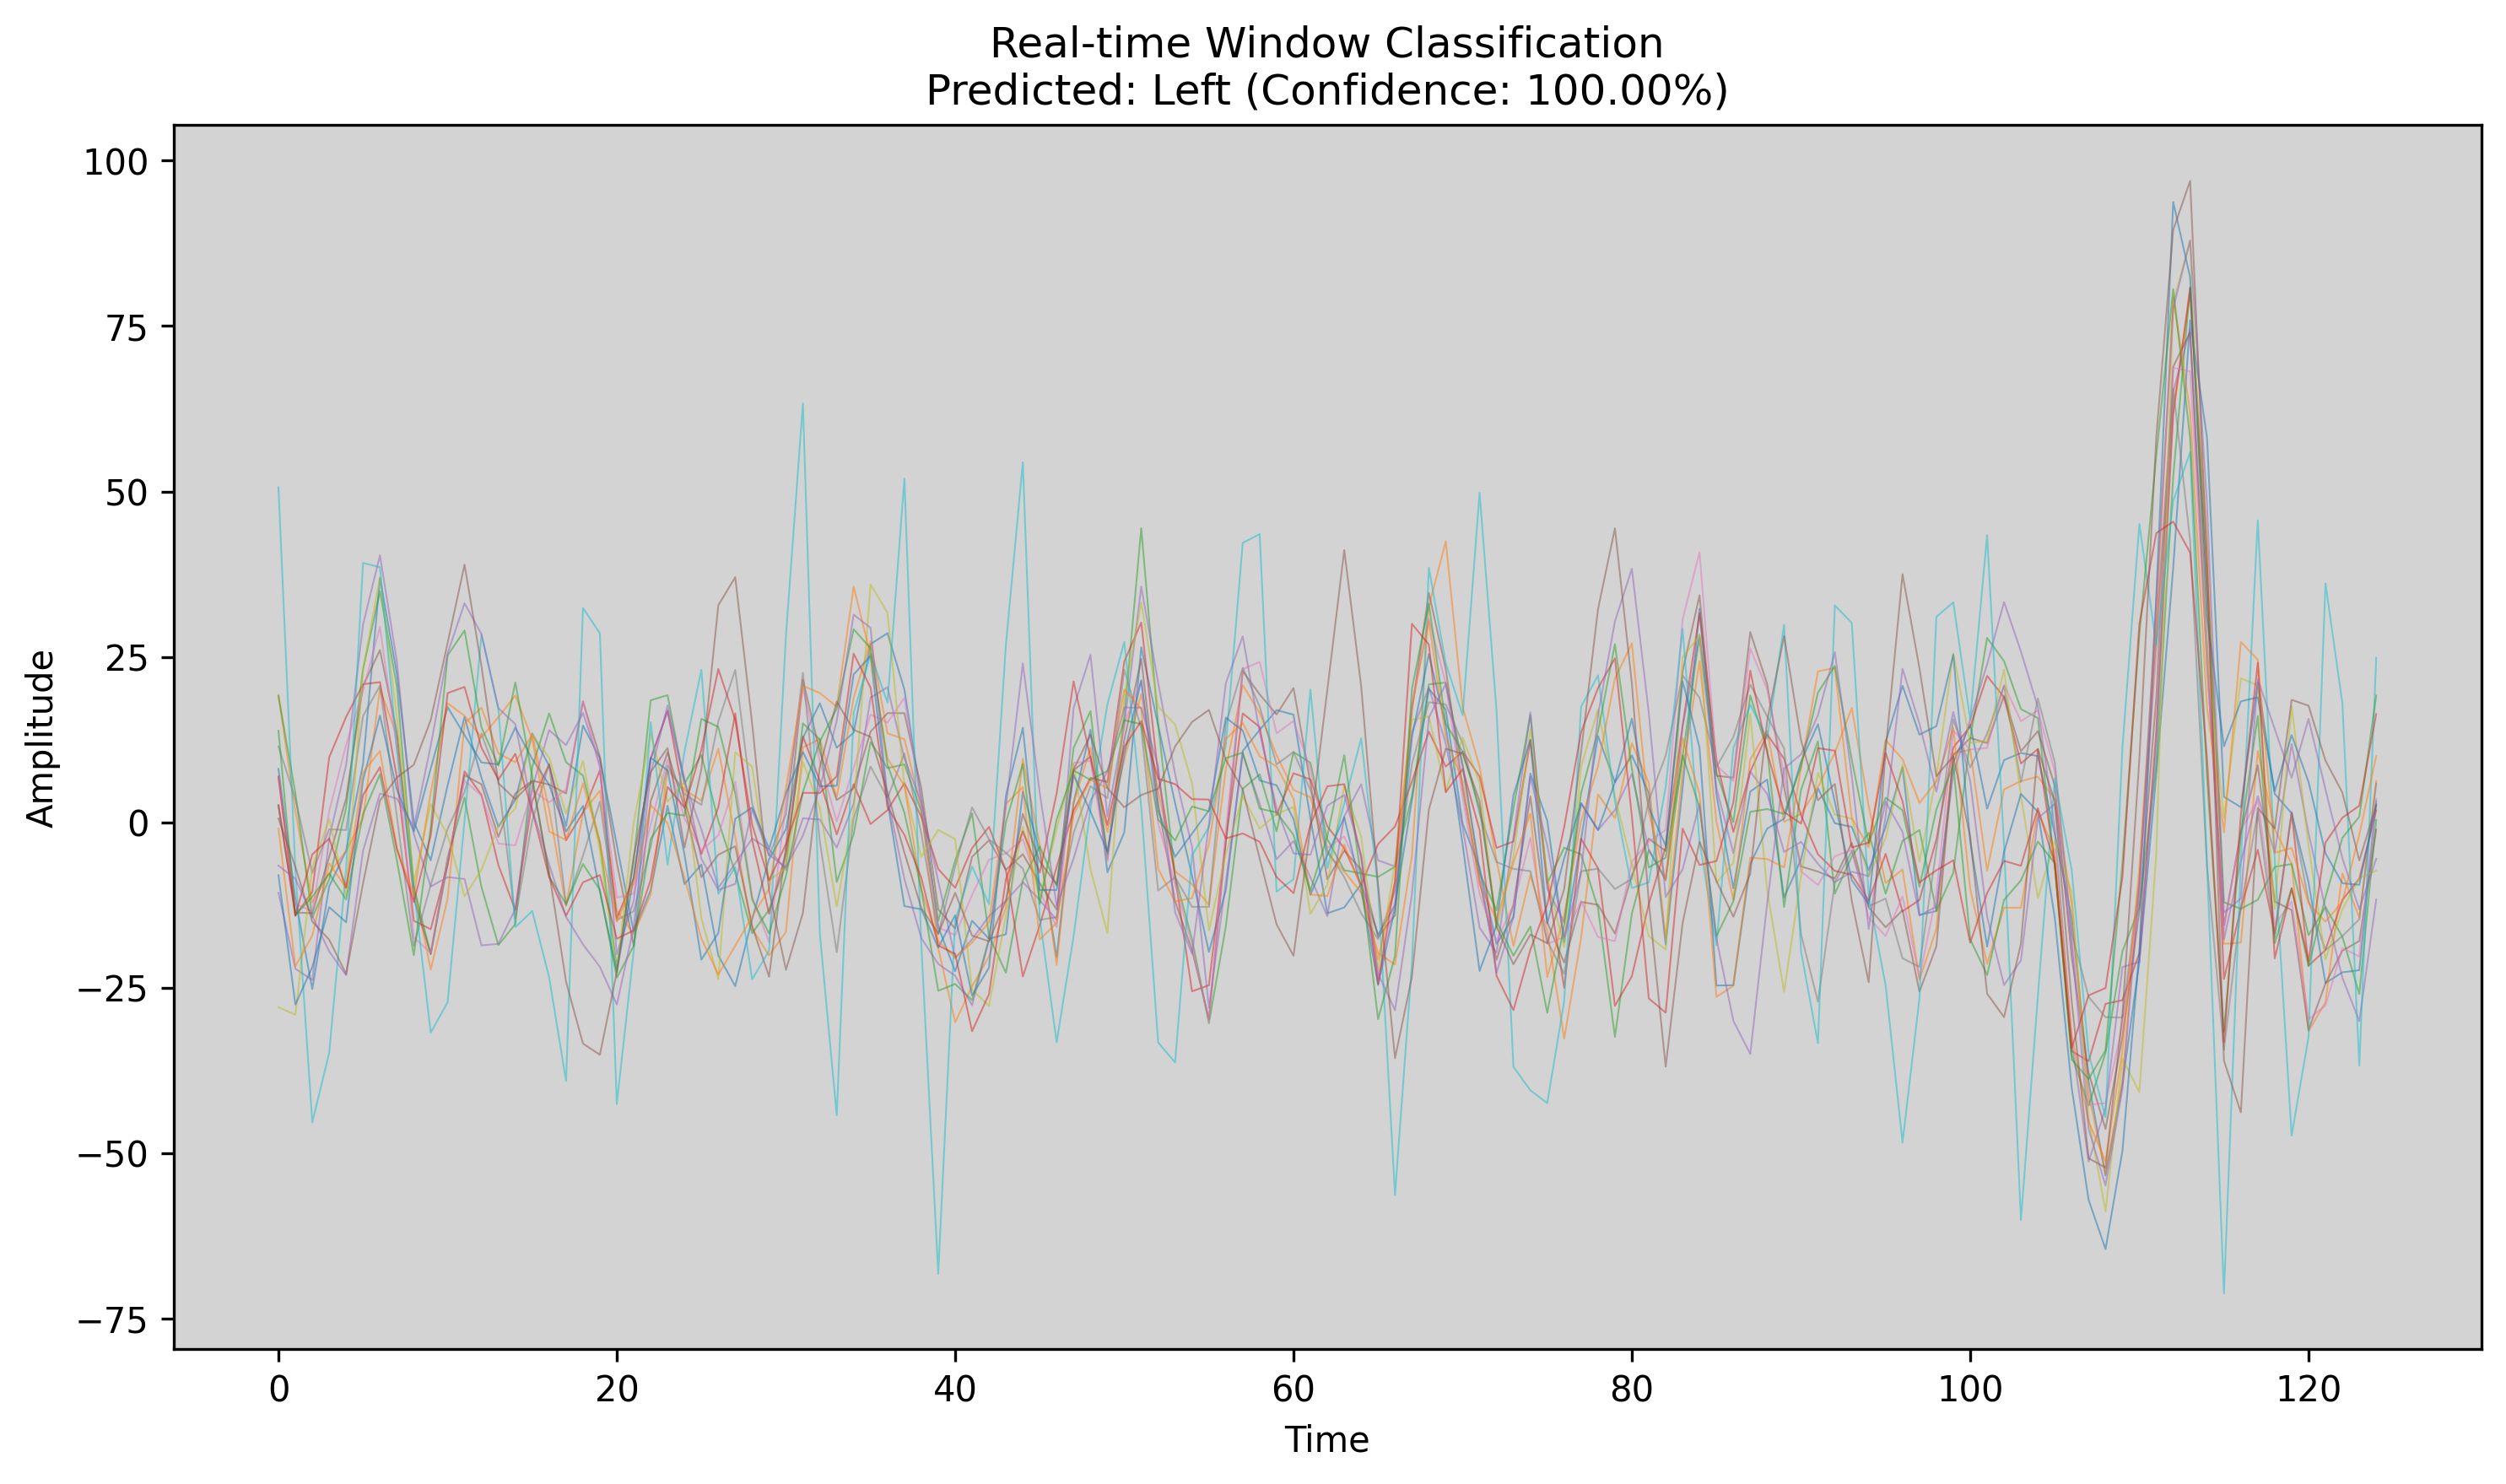 Real-time Window Classification
Predicted: Left (Confidence: 100.00%)
100
75
50
25
0
−25
−50
−75
Amplitude
0 20 40 60 80 100 120
Time